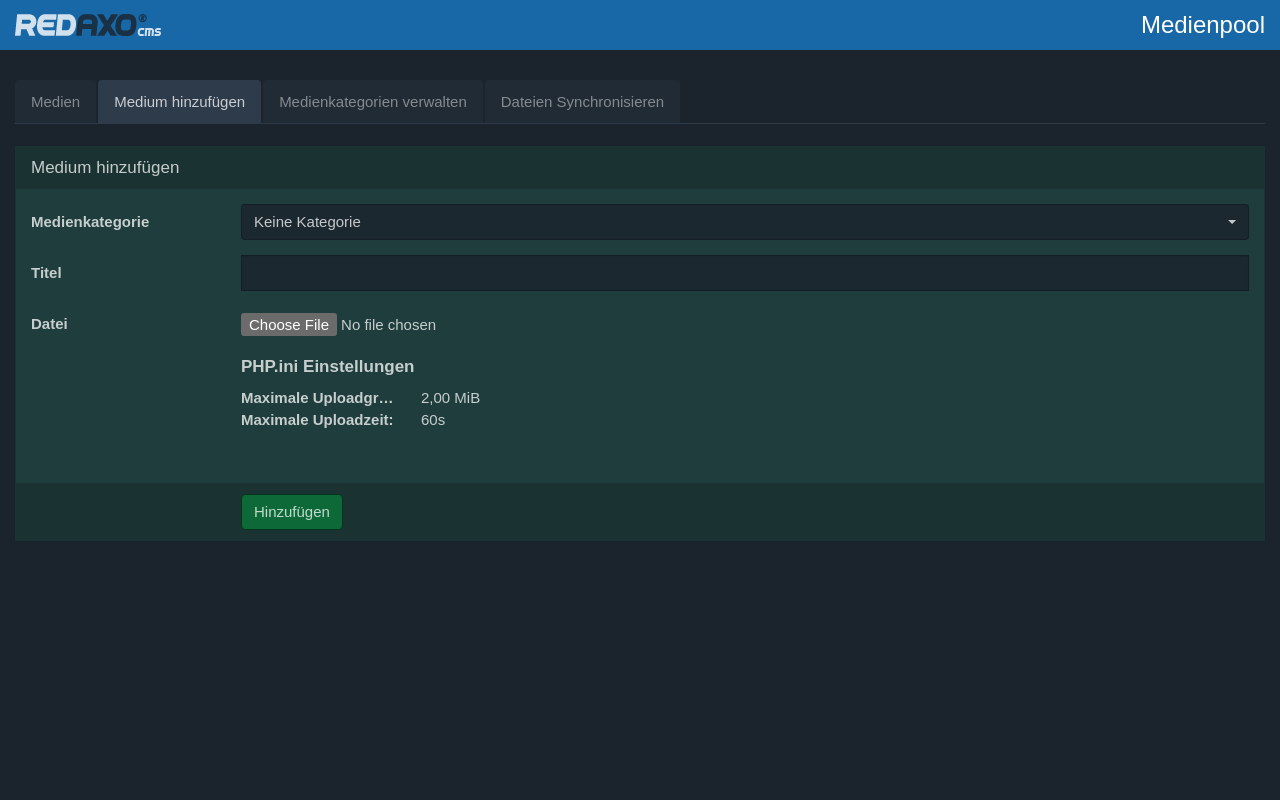 REDAXO® cms
Medienpool
Medien
Medium hinzufügen
Medienkategorien verwalten
Dateien Synchronisieren
Medium hinzufügen
Medienkategorie
Keine Kategorie
Titel
Datei
Choose File No file chosen
PHP.ini Einstellungen
Maximale Uploadgr… 2,00 MiB
Maximale Uploadzeit: 60s
Hinzufügen